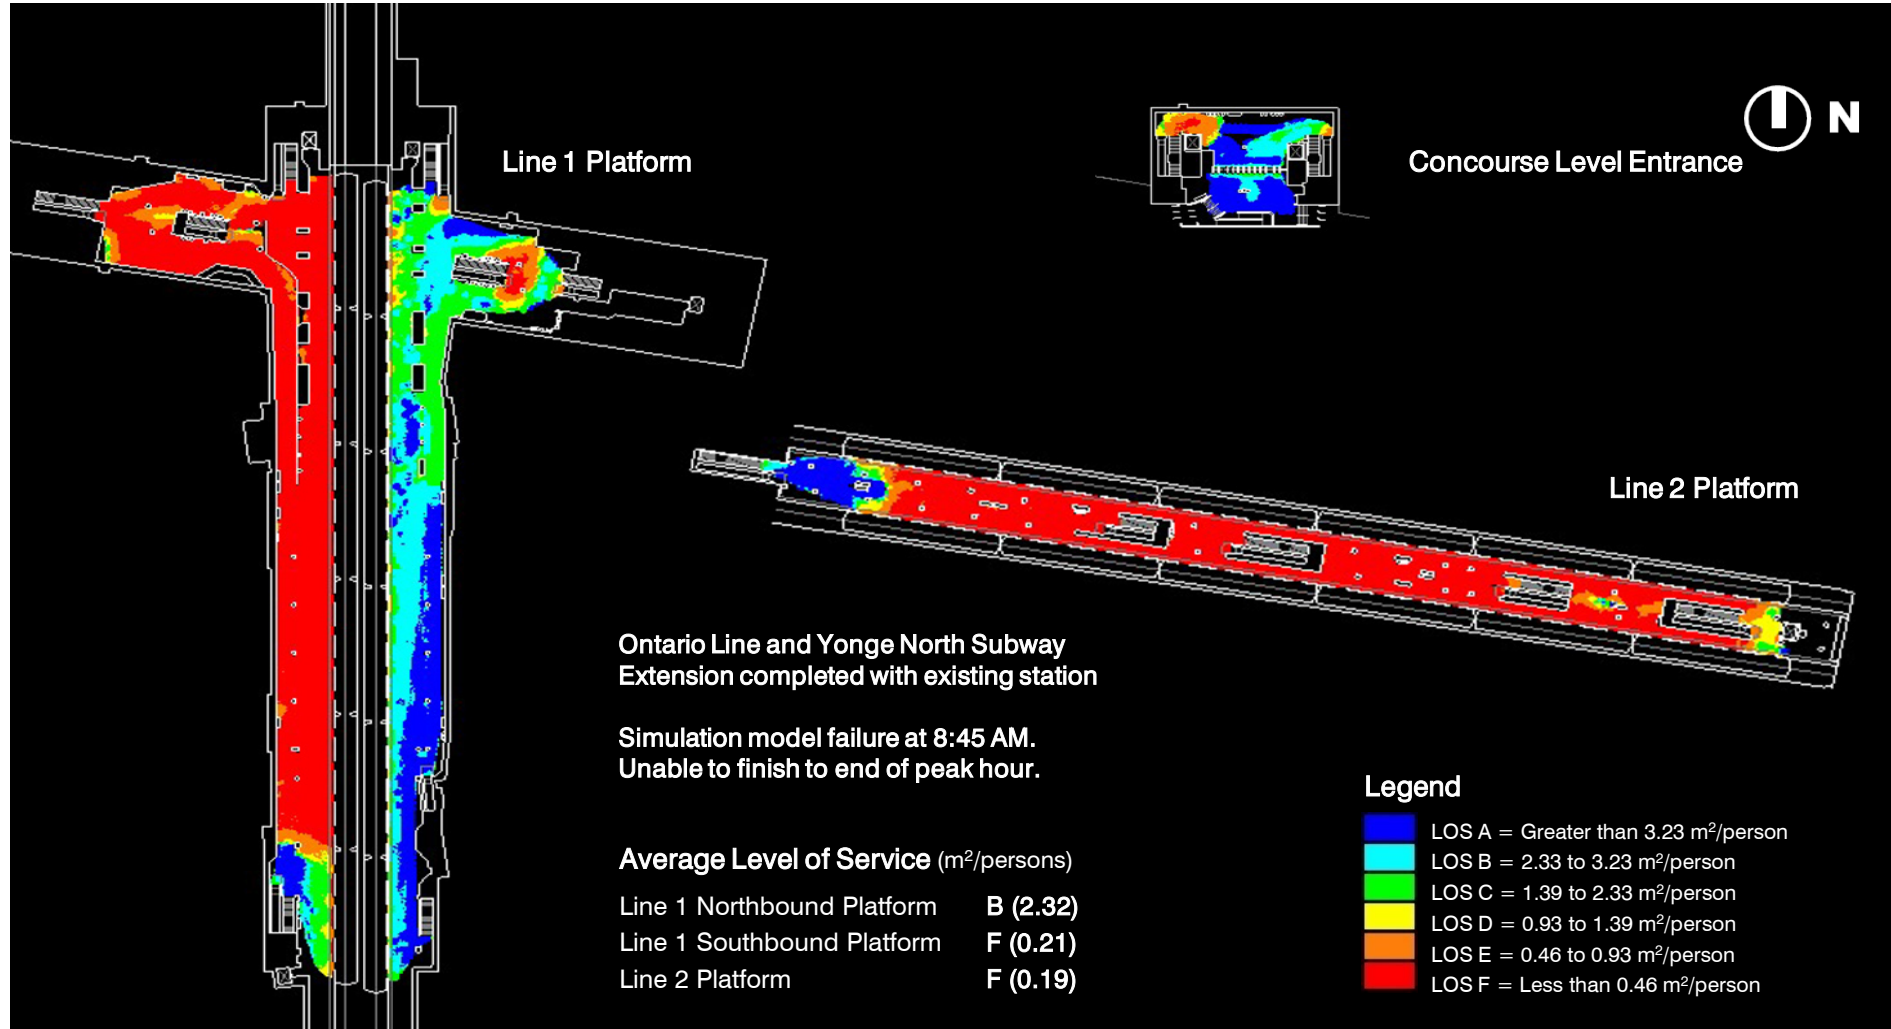 Line 1 Platform
Concourse Level Entrance
N
Line 2 Platform
Ontario Line and Yonge North Subway
Extension completed with existing station
Simulation model failure at 8:45 AM.
Unable to finish to end of peak hour.
Average Level of Service (m²/persons)
Line 1 Northbound Platform B (2.32)
Line 1 Southbound Platform F (0.21)
Line 2 Platform F (0.19)
Legend
LOS A = Greater than 3.23 m²/person
LOS B = 2.33 to 3.23 m²/person
LOS C = 1.39 to 2.33 m²/person
LOS D = 0.93 to 1.39 m²/person
LOS E = 0.46 to 0.93 m²/person
LOS F = Less than 0.46 m²/person